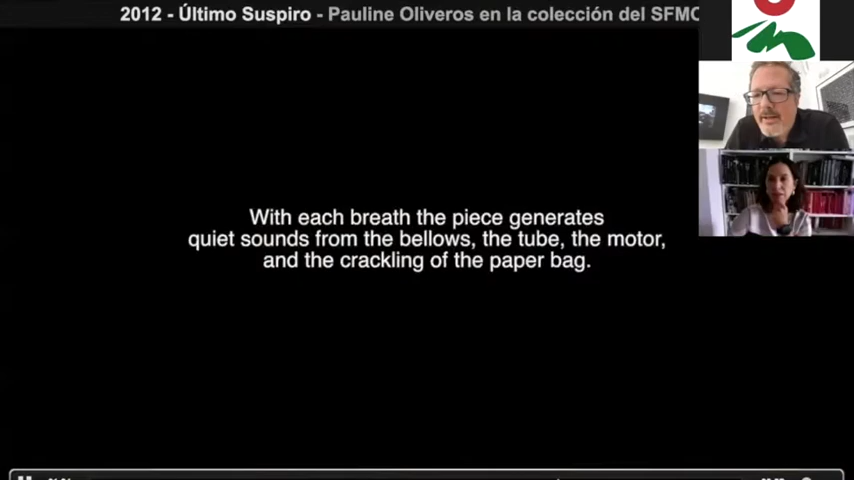 2012 - Último Suspiro - Pauline Oliveros en la colección del SFMO
With each breath the piece generates
quiet sounds from the bellows, the tube, the motor,
and the crackling of the paper bag.